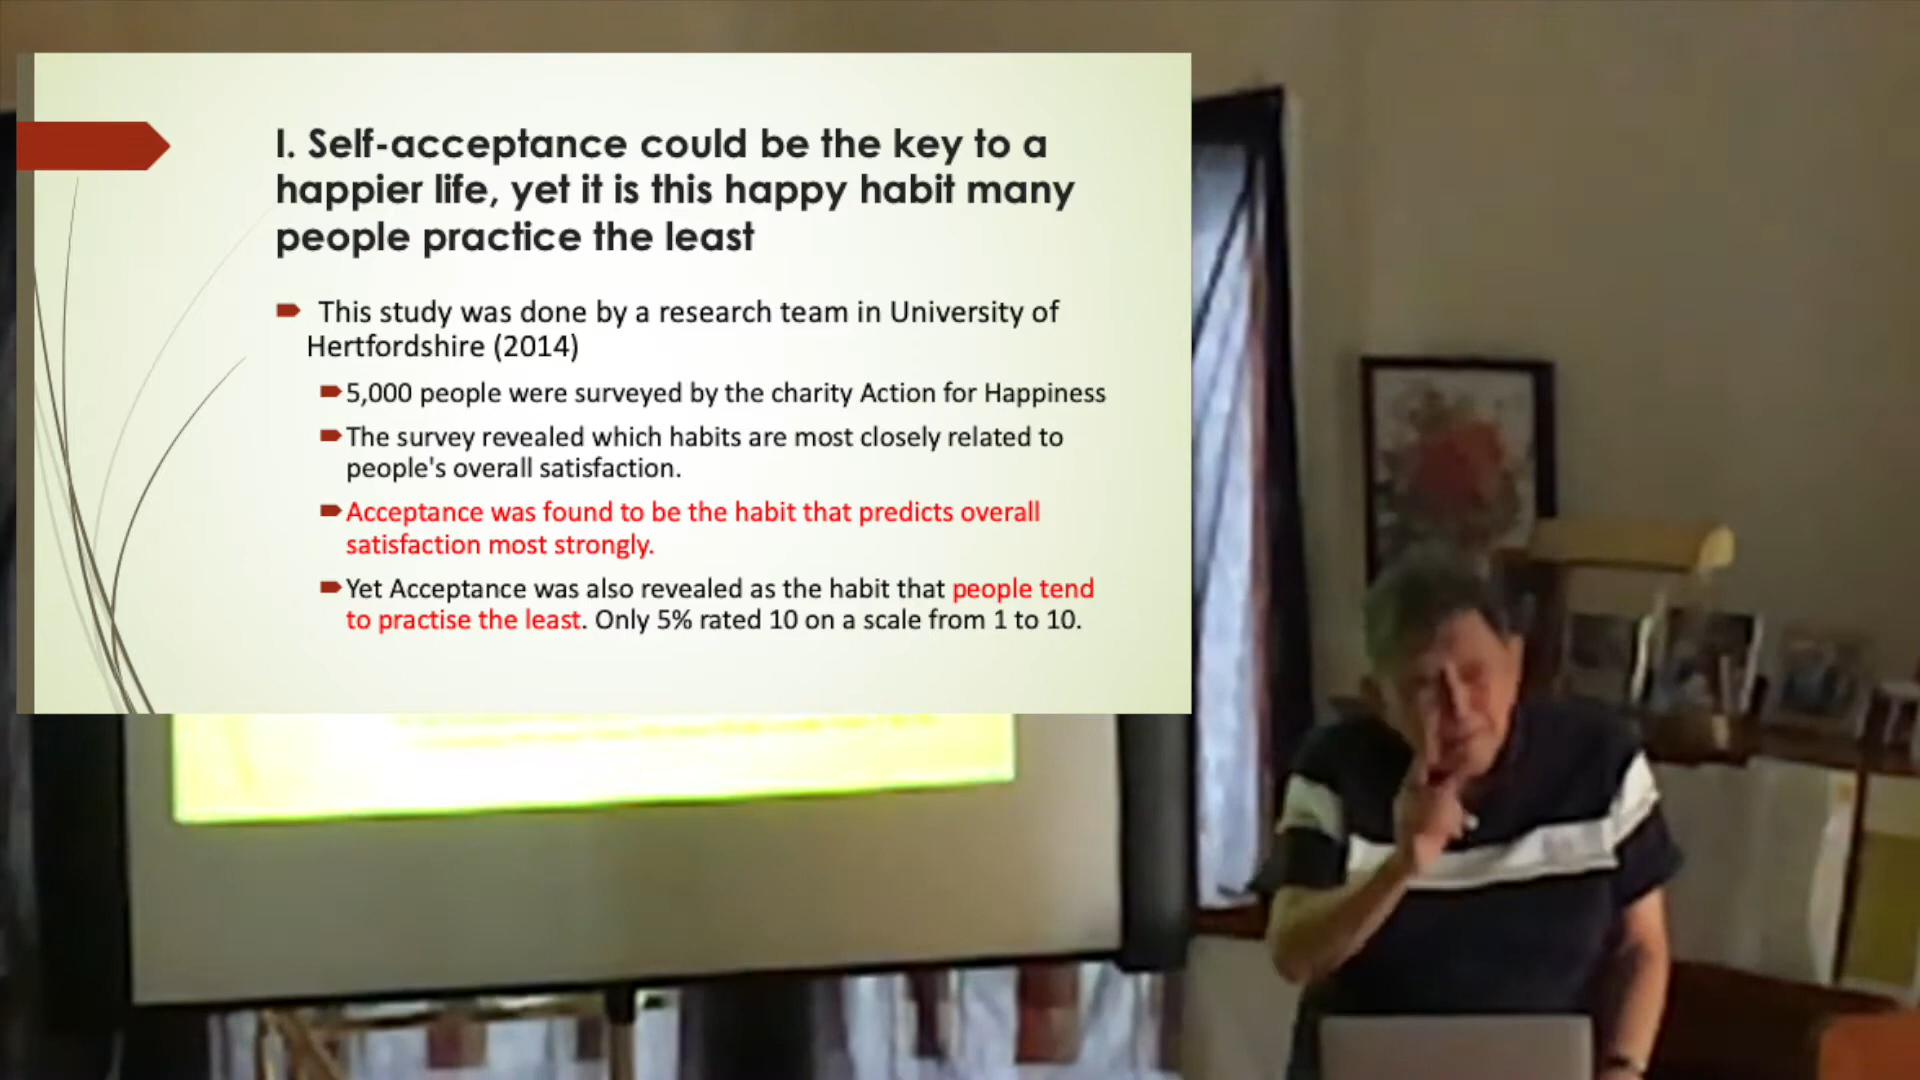 I. Self-acceptance could be the key to a
happier life, yet it is this happy habit many
people practice the least
This study was done by a research team in University of
Hertfordshire (2014)
5,000 people were surveyed by the charity Action for Happiness
The survey revealed which habits are most closely related to
people's overall satisfaction.
Acceptance was found to be the habit that predicts overall
satisfaction most strongly.
Yet Acceptance was also revealed as the habit that people tend
to practise the least. Only 5% rated 10 on a scale from 1 to 10.